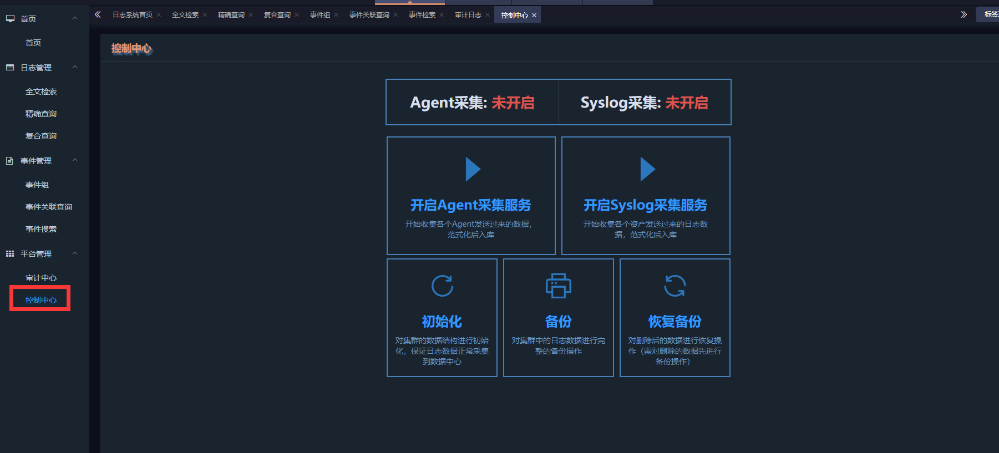 首页
首页
日志管理
全文检索
精确查询
复合查询
事件管理
事件组
事件关联查询
事件搜索
平台管理
审计中心
控制中心
日志系统首页 全文检索 精确查询 复合查询 事件组 事件关联查询 事件检索 审计日志 控制中心
标签
控制中心
Agent采集: 未开启
Syslog采集: 未开启
开启Agent采集服务
开始收集各个Agent发送过来的数据，
范式化后入库
开启Syslog采集服务
开始收集各个资产发送过来的日志数
据，范式化后入库
初始化
对集群的数据结构进行初始
化，保证日志数据正常采集
到数据中心
备份
对集群中的日志数据进行完
整的备份操作
恢复备份
对删除后的数据进行恢复操
作（需对删除的数据先进行
备份操作）